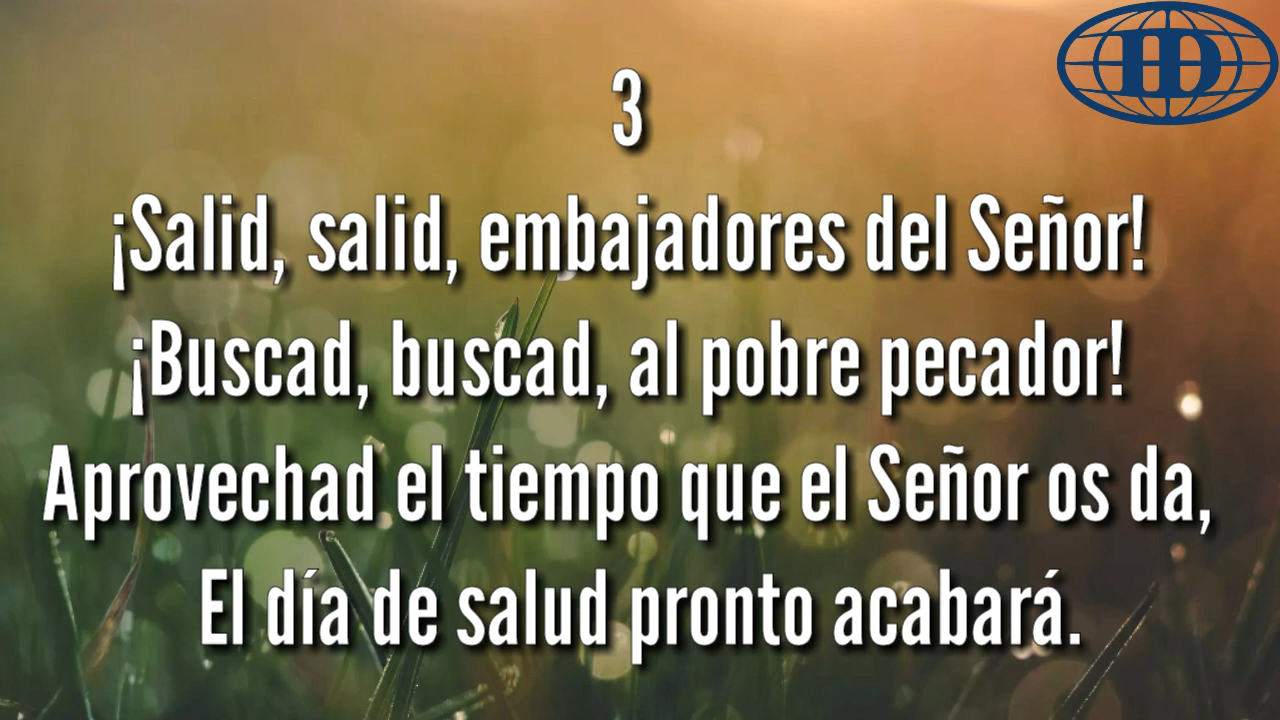 ID
3
¡Salid, salid, embajadores del Señor!
¡Buscad, buscad, al pobre pecador!
Aprovechad el tiempo que el Señor os da,
El día de salud pronto acabará.